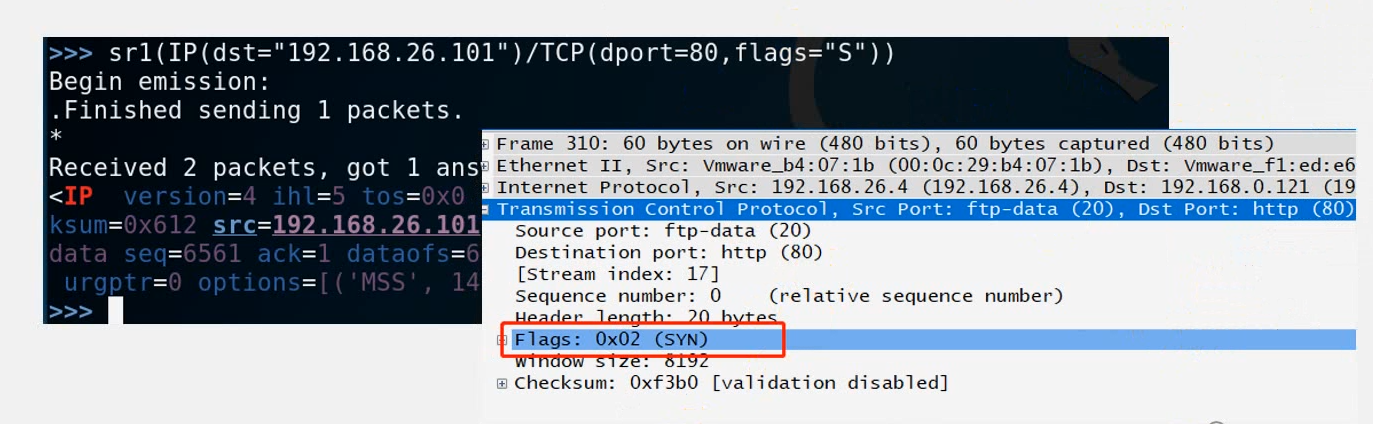 >>> sr1(IP(dst="192.168.26.101")/TCP(dport=80,flags="S"))
Begin emission:
.Finished sending 1 packets.
*
Received 2 packets, got 1 ans
<IP  version=4 ihl=5 tos=0x0
ksum=0x612 src=192.168.26.101
data seq=6561 ack=1 dataofs=6
urgptr=0 options=[('MSS', 14
>>>
Frame 310: 60 bytes on wire (480 bits), 60 bytes captured (480 bits)
Ethernet II, Src: Vmware_b4:07:1b (00:0c:29:b4:07:1b), Dst: Vmware_f1:ed:e6
Internet Protocol, Src: 192.168.26.4 (192.168.26.4), Dst: 192.168.0.121 (19
Transmission Control Protocol, Src Port: ftp-data (20), Dst Port: http (80)
Source port: ftp-data (20)
Destination port: http (80)
[Stream index: 17]
Sequence number: 0    (relative sequence number)
Header length: 20 bytes
Flags: 0x02 (SYN)
Window size: 8192
Checksum: 0xf3b0 [validation disabled]